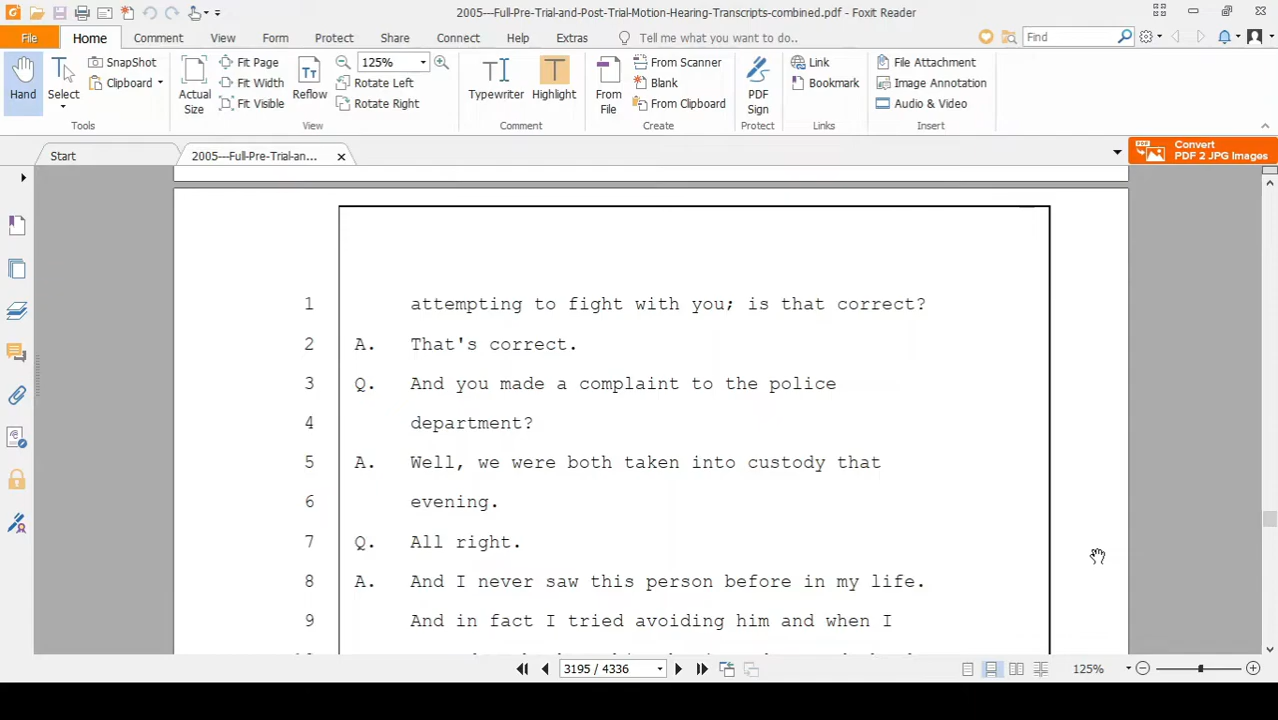 2005---Full-Pre-Trial-and-Post-Trial-Motion-Hearing-Transcripts-combined.pdf - Foxit Reader
File Home Comment View Form Protect Share Connect Help Extras Tell me what you want to do.. Find
Hand
Select
SnapShot
Clipboard
Tools
Actual
Size
Fit Page
Fit Width
Fit Visible
Reflow
125%
Rotate Left
Rotate Right
View
Typewriter
Highlight
Comment
From
File
From Scanner
Blank
From Clipboard
Create
PDF
Sign
Protect
Link
Bookmark
Links
File Attachment
Image Annotation
Audio & Video
Insert
Start
2005---Full-Pre-Trial-an...
Convert
PDF 2 JPG Images
1 attempting to fight with you; is that correct?
2 A. That's correct.
3 Q. And you made a complaint to the police
4 department?
5 A. Well, we were both taken into custody that
6 evening.
7 Q. All right.
8 A. And I never saw this person before in my life.
9 And in fact I tried avoiding him and when I
3195 / 4336
125%